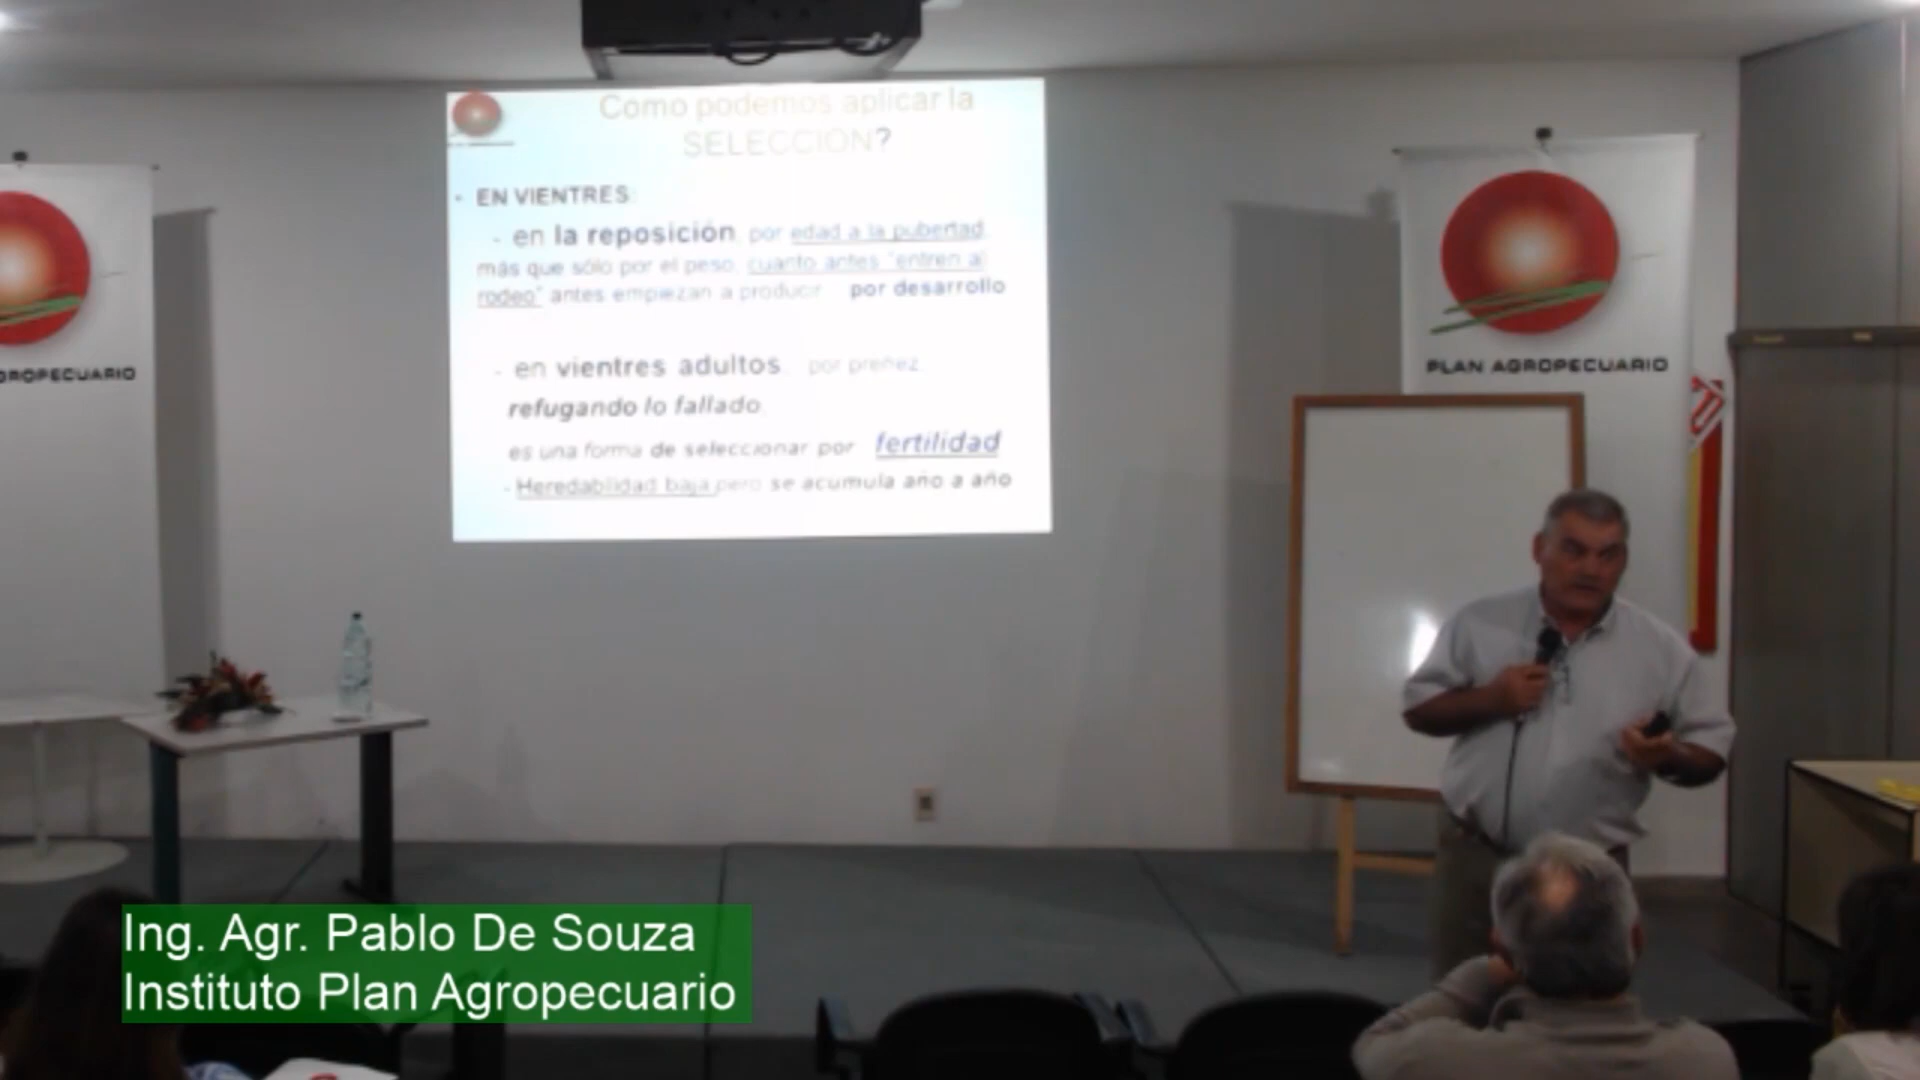 Como podemos aplicar la
SELECCION?
- EN VIENTRES:
- en la reposición, por edad a la pubertad,
más que sólo por el peso, cuanto antes "entren al
rodeo" antes empiezan a producir por desarrollo
- en vientres adultos, por preñez,
refugando lo fallado,
es una forma de seleccionar por fertilidad
- Heredabilidad baja pero se acumula año a año
PLAN AGROPECUARIO
OROPECUARIO
Ing. Agr. Pablo De Souza
Instituto Plan Agropecuario